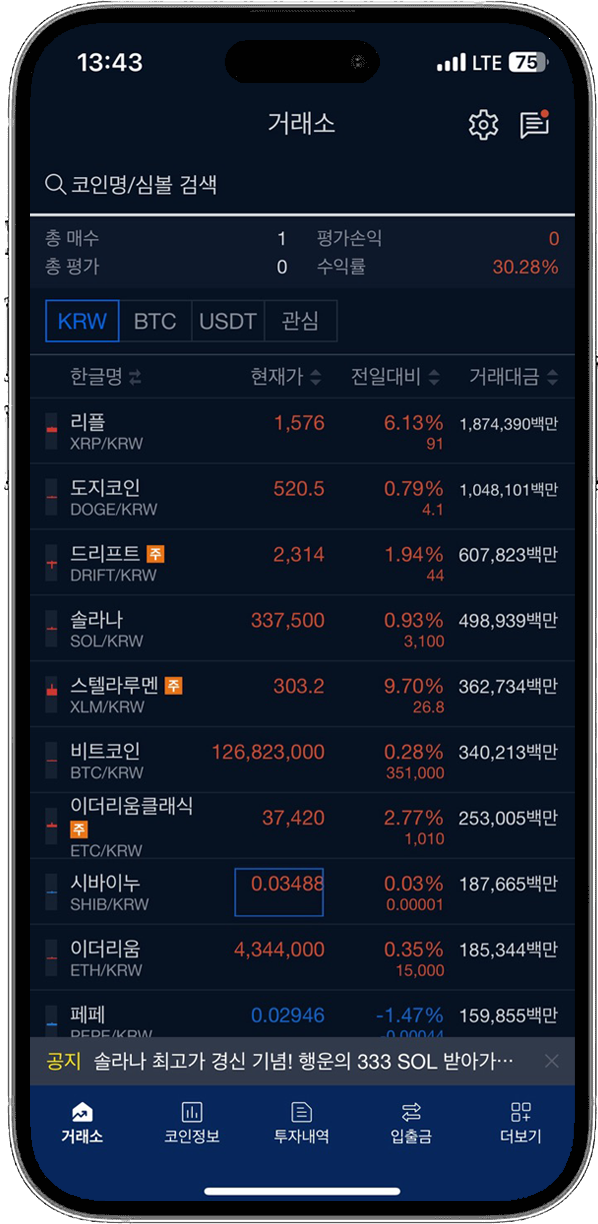 13:43 LTE 75
거래소
코인명/심볼 검색
총 매수 1 평가손익 0
총 평가 0 수익률 30.28%
KRW BTC USDT 관심
한글명 현재가 전일대비 거래대금
리플 1,576 6.13% 1,874,390백만
XRP/KRW 91
도지코인 520.5 0.79% 1,048,101백만
DOGE/KRW 4.1
드리프트 주 2,314 1.94% 607,823백만
DRIFT/KRW 44
솔라나 337,500 0.93% 498,939백만
SOL/KRW 3,100
스텔라루멘 주 303.2 9.70% 362,734백만
XLM/KRW 26.8
비트코인 126,823,000 0.28% 340,213백만
BTC/KRW 351,000
이더리움클래식 37,420 2.77% 253,005백만
주 1,010
ETC/KRW
시바이누 0.03488 0.03% 187,665백만
SHIB/KRW 0.00001
이더리움 4,344,000 0.35% 185,344백만
ETH/KRW 15,000
페페 0.02946 -1.47% 159,855백만
PEPE/KRW -0.00044
공지 솔라나 최고가 경신 기념! 행운의 333 SOL 받아가···
거래소 코인정보 투자내역 입출금 더보기